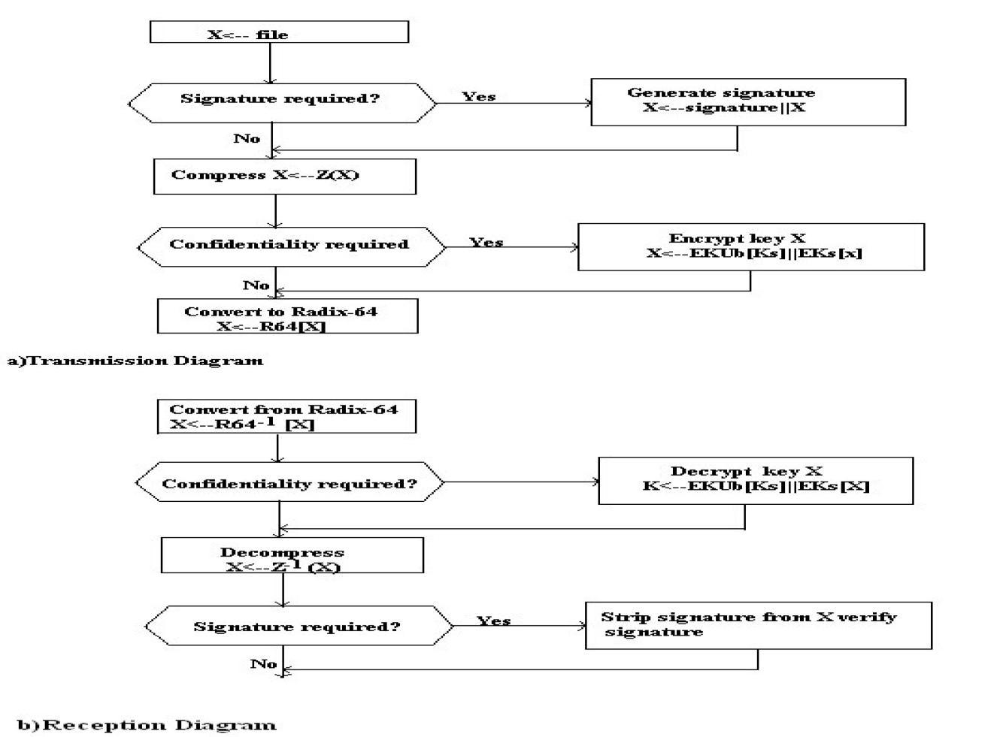 X<-- file
Signature required?
Yes
Generate signature
X<--signature||X
No
Compress X<--Z(X)
Confidentiality required
Yes
Encrypt key X
X<--EKUb[Ks]||EKs[x]
No
Convert to Radix-64
X<--R64[X]
a)Transmission Diagram
Convert from Radix-64
X<--R64-1 [X]
Confidentiality required?
Decrypt key X
K<--EKUb[Ks]||EKs[X]
Decompress
X<--Z-1 (X)
Signature required?
Yes
Strip signature from X verify
signature
No
b)Reception Diagram